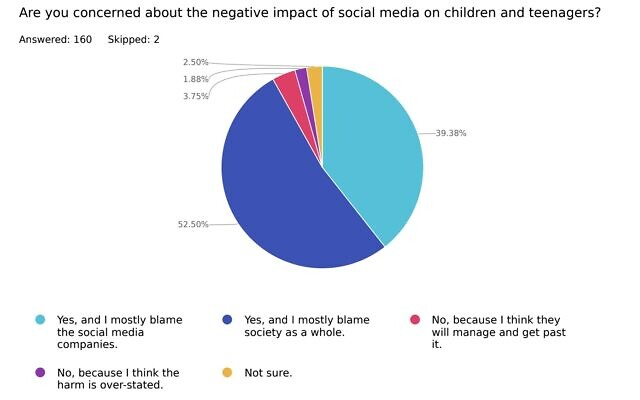 Are you concerned about the negative impact of social media on children and teenagers?
Answered: 160 Skipped: 2
2.50%
1.88%
3.75%
39.38%
52.50%
Yes, and I mostly blame
the social media
companies.
Yes, and I mostly blame
society as a whole.
No, because I think they
will manage and get past
it.
No, because I think the
harm is over-stated.
Not sure.